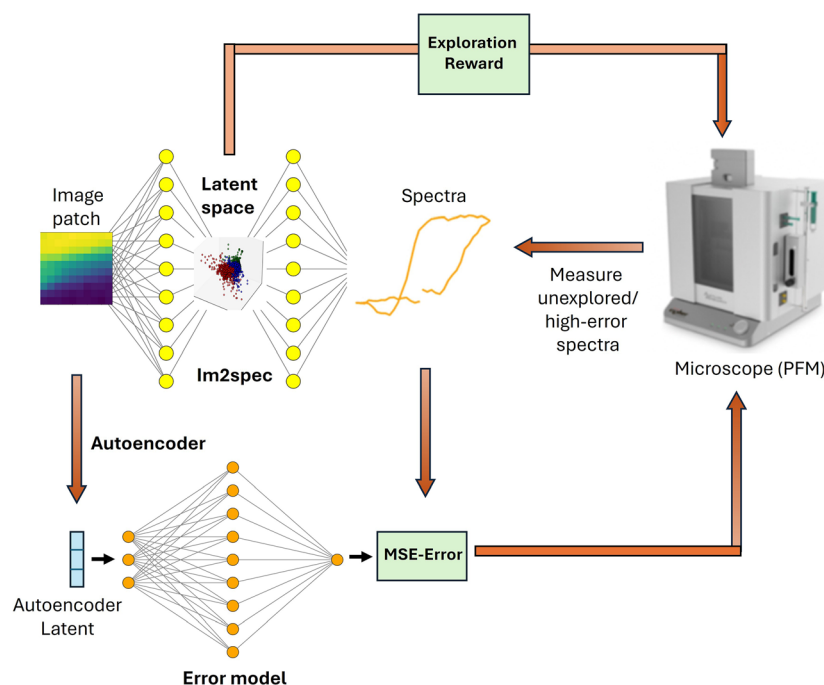 Exploration
Reward
Image
patch
Latent
space
Spectra
Measure
unexplored/
high-error
spectra
Im2spec
Microscope (PFM)
Autoencoder
MSE-Error
Autoencoder
Latent
Error model